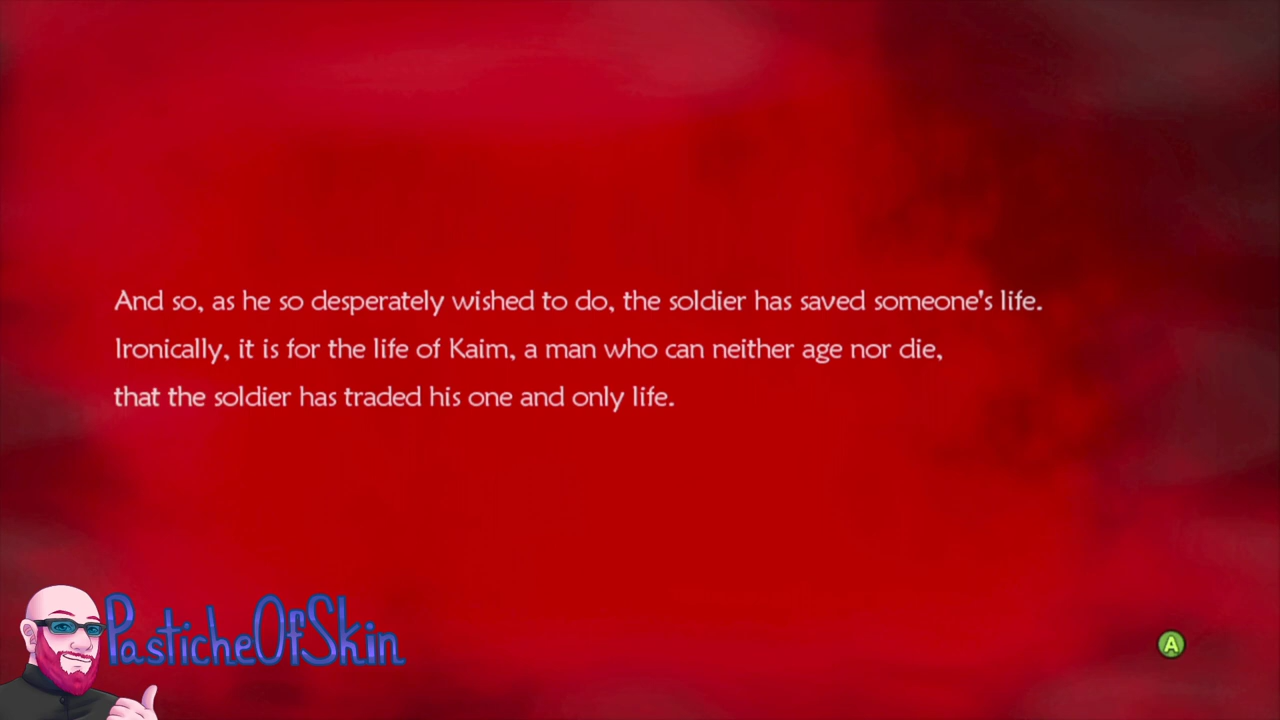 And so, as he so desperately wished to do, the soldier has saved someone's life.
Ironically, it is for the life of Kaim, a man who can neither age nor die,
that the soldier has traded his one and only life.
PasticheOfSkin
A